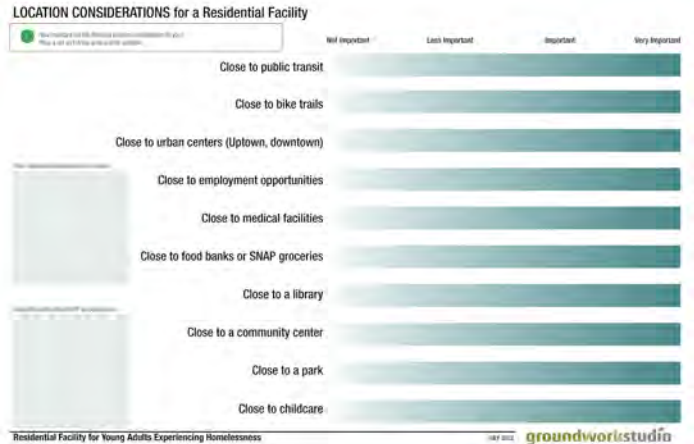 LOCATION CONSIDERATIONS for a Residential Facility
Not Important
Less Important
Important
Very Important
Close to public transit
Close to bike trails
Close to urban centers (Uptown, downtown)
Close to employment opportunities
Close to medical facilities
Close to food banks or SNAP groceries
Close to a library
Close to a community center
Close to a park
Close to childcare
Residential Facility for Young Adults Experiencing Homelessness
groundworkstudio